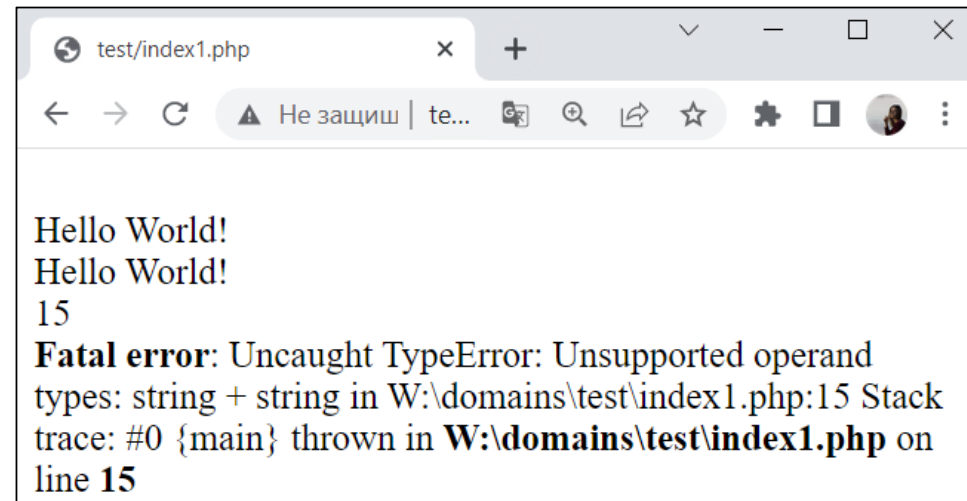 test/index1.php
Не защищ | te...
Hello World!
Hello World!
15
Fatal error: Uncaught TypeError: Unsupported operand
types: string + string in W:\domains\test\index1.php:15 Stack
trace: #0 {main} thrown in W:\domains\test\index1.php on
line 15